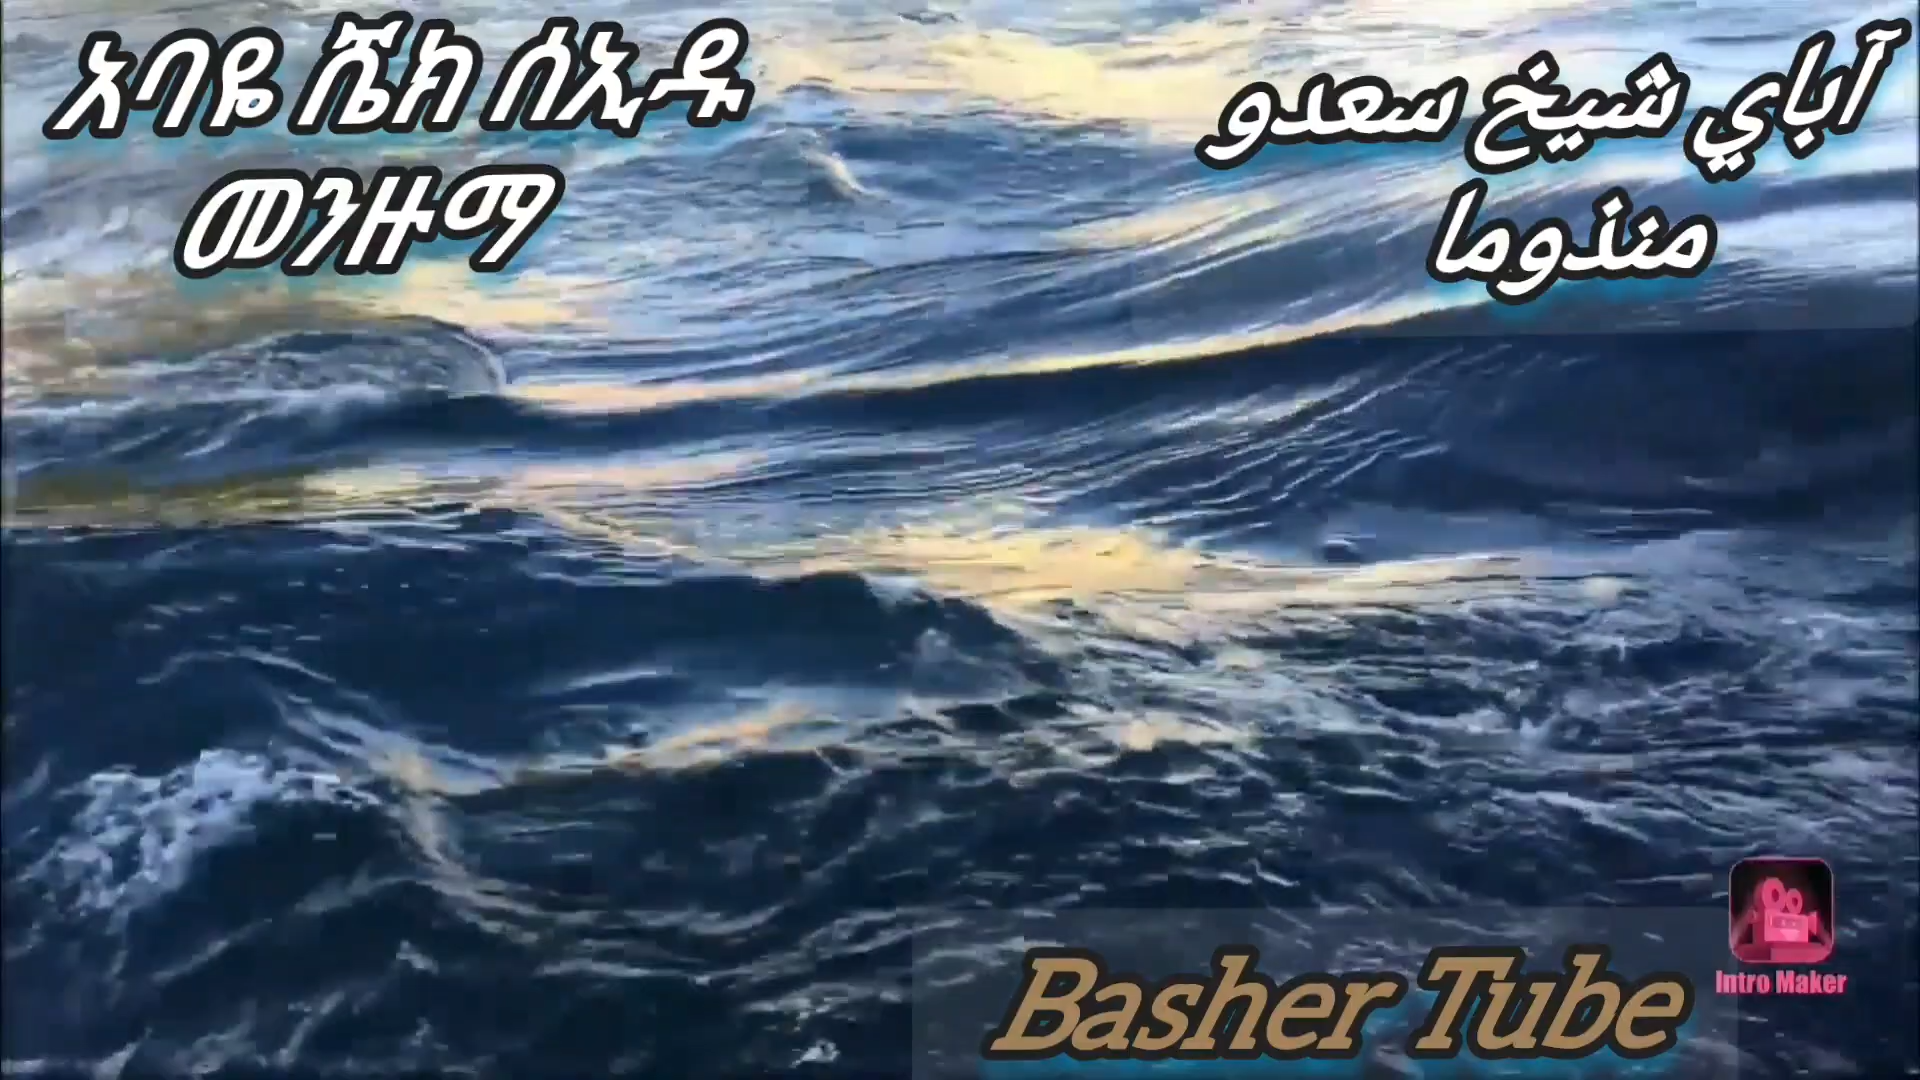 አባዬ ሼክ ሰኢዱ
መንዙማ
آباي شيخ سعدو
منذوما
Basher Tube
Intro Maker